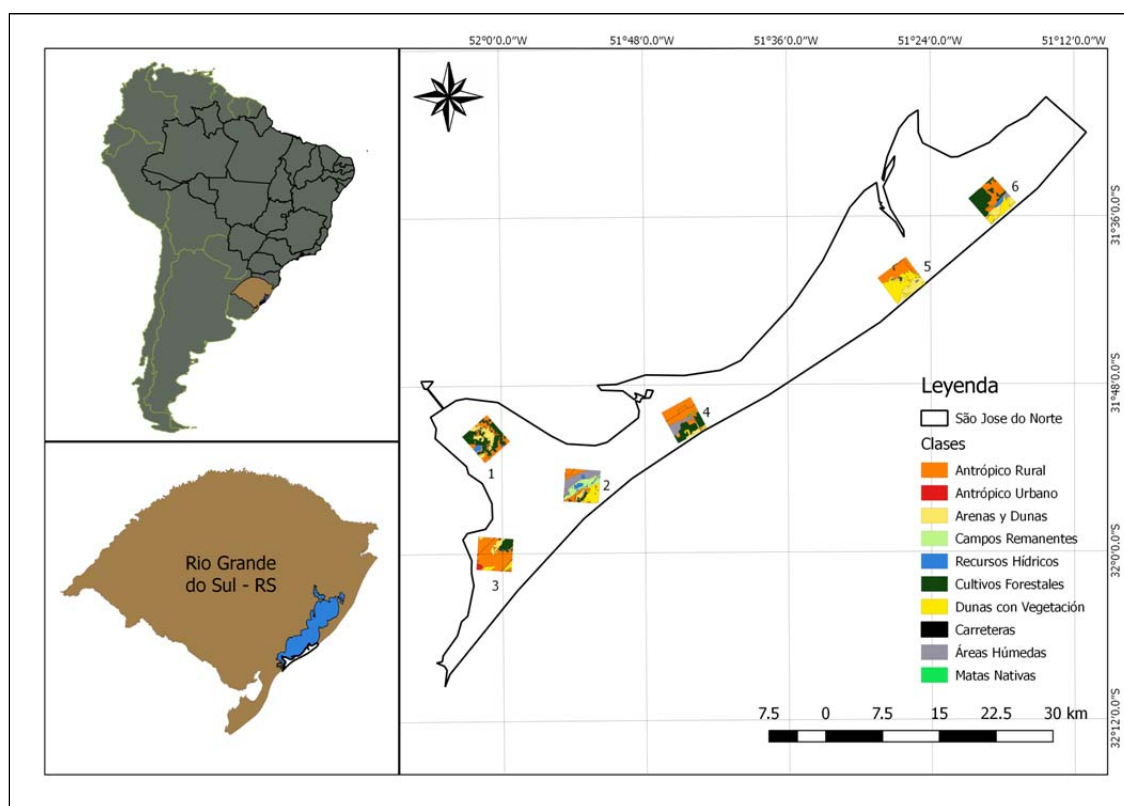 52°0'0.0"W
51°48'0.0"W
51°36'0.0"W
51°24'0.0"W
51°12'0.0"W
31°36'0.0"S
31°48'0.0"S
32°0'0.0"S
32°12'0.0"S
6
5
4
1
2
3
Rio Grande
do Sul - RS
Leyenda
São Jose do Norte
Clases
Antrópico Rural
Antrópico Urbano
Arenas y Dunas
Campos Remanentes
Recursos Hídricos
Cultivos Forestales
Dunas con Vegetación
Carreteras
Áreas Húmedas
Matas Nativas
7.5 0 7.5 15 22.5 30 km